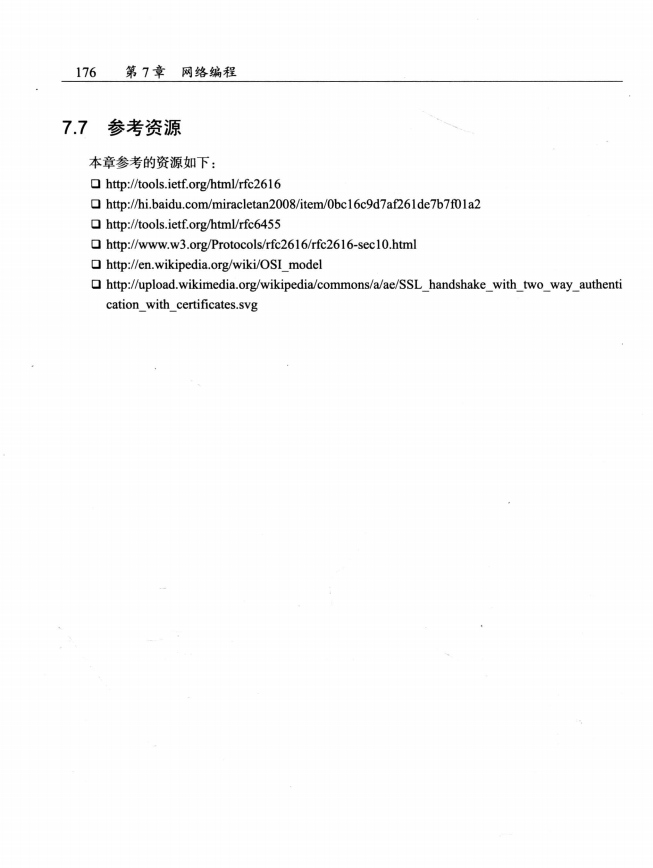 176 第7章 网络编程
7.7 参考资源
本章参考的资源如下：
❑ http://tools.ietf.org/html/rfc2616
❑ http://hi.baidu.com/miracletan2008/item/0bc16c9d7af261de7b7f01a2
❑ http://tools.ietf.org/html/rfc6455
❑ http://www.w3.org/Protocols/rfc2616/rfc2616-sec10.html
❑ http://en.wikipedia.org/wiki/OSI_model
❑ http://upload.wikimedia.org/wikipedia/commons/a/ae/SSL_handshake_with_two_way_authenti
cation_with_certificates.svg